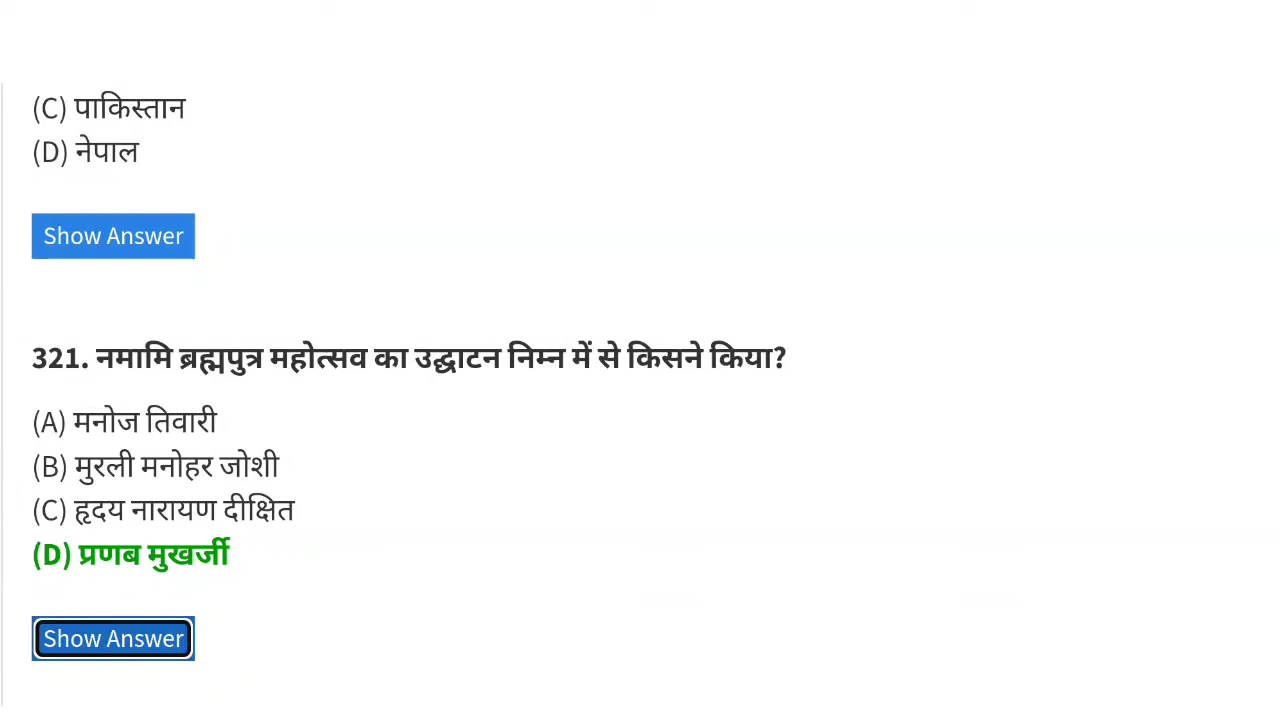 (C) पाकिस्तान
(D) नेपाल
Show Answer
321. नमामि ब्रह्मपुत्र महोत्सव का उद्घाटन निम्न में से किसने किया?
(A) मनोज तिवारी
(B) मुरली मनोहर जोशी
(C) हृदय नारायण दीक्षित
(D) प्रणब मुखर्जी
Show Answer